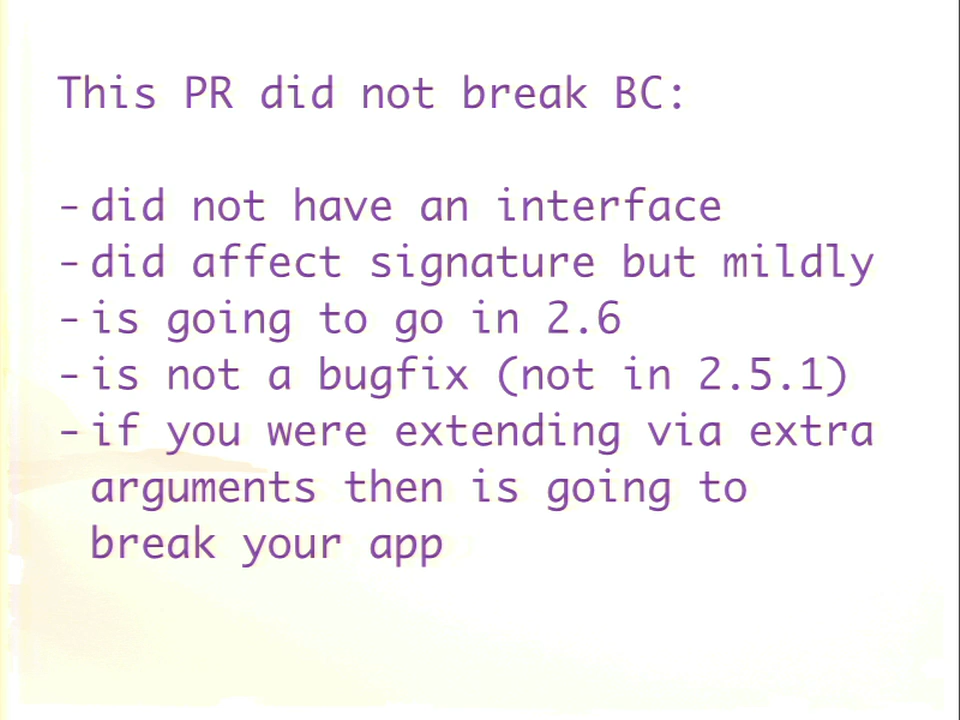 This PR did not break BC:
- did not have an interface
- did affect signature but mildly
- is going to go in 2.6
- is not a bugfix (not in 2.5.1)
- if you were extending via extra
arguments then is going to
break your app